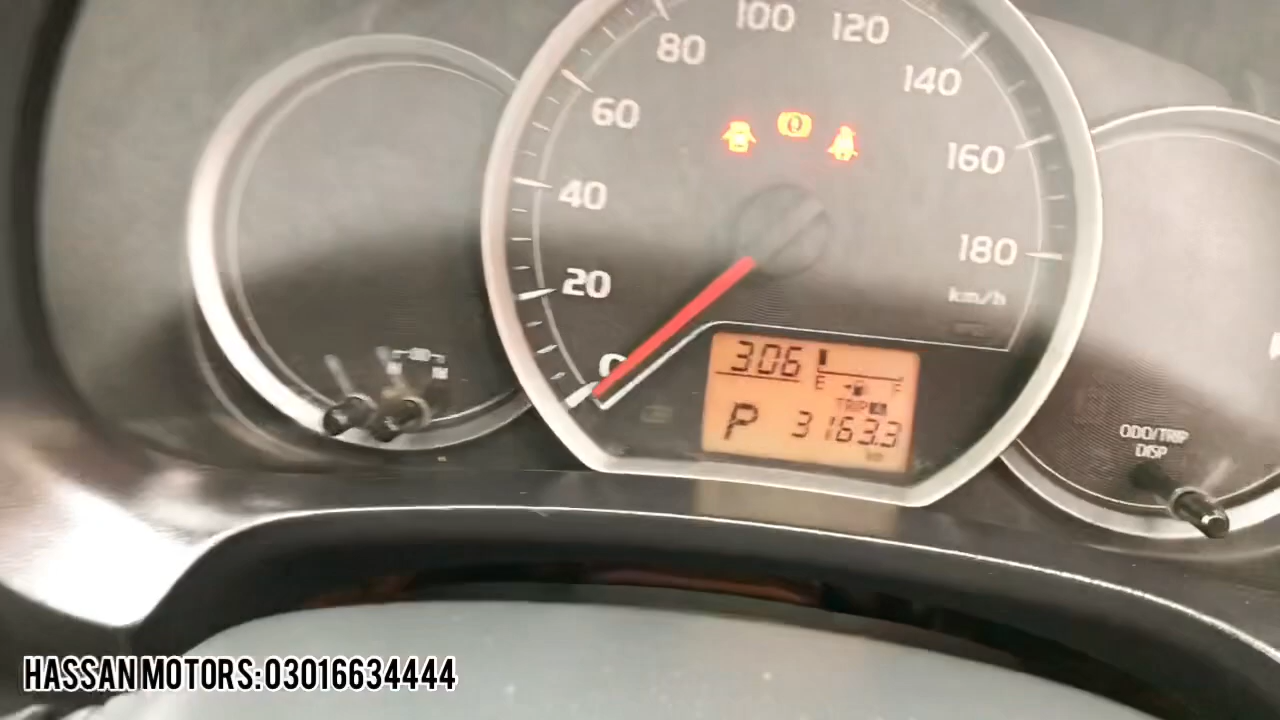 100 120
80 140
60
160
40
180
20
km/h
306
E F
TRIP
P 3163.3
km
ODO/TRIP
DISP
HASSAN MOTORS:03016634444